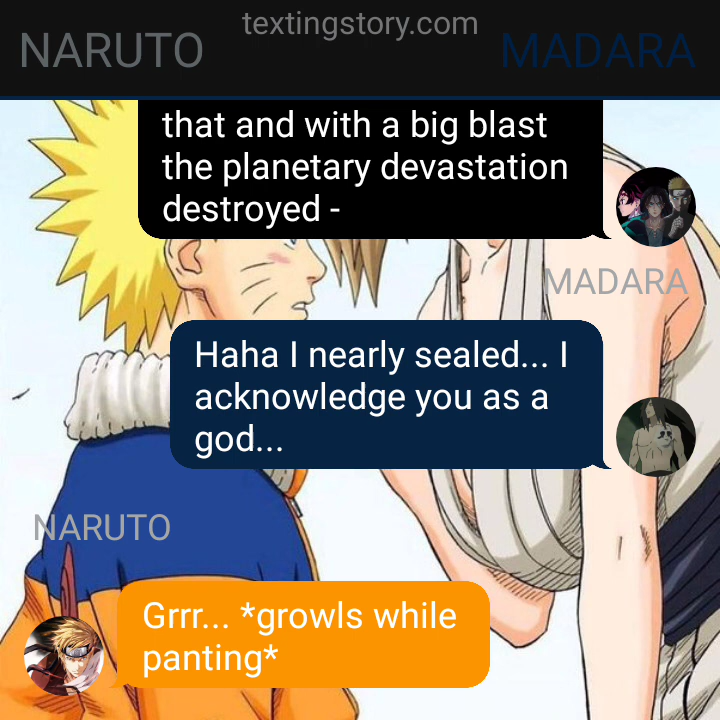 textingstory.com
NARUTO
MADARA
that and with a big blast
the planetary devastation
destroyed -
MADARA
Haha I nearly sealed... I
acknowledge you as a
god...
NARUTO
Grrr... *growls while
panting*